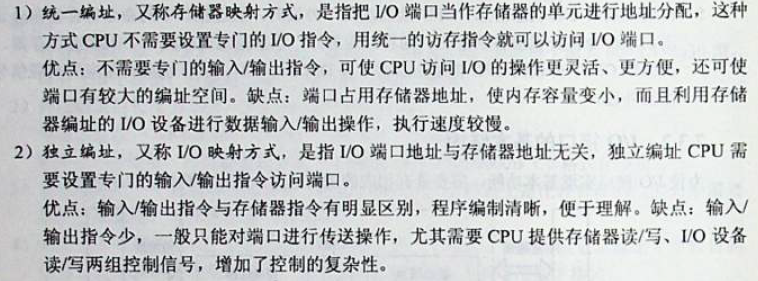 1）统一编址，又称存储器映射方式，是指把 I/O 端口当作存储器的单元进行地址分配，这种
方式 CPU 不需要设置专门的 I/O 指令，用统一的访存指令就可以访问 I/O 端口。
优点：不需要专门的输入/输出指令，可使 CPU 访问 I/O 的操作更灵活、更方便，还可使
端口有较大的编址空间。缺点：端口占用存储器地址，使内存容量变小，而且利用存储
器编址的 I/O 设备进行数据输入/输出操作，执行速度较慢。
2）独立编址，又称 I/O 映射方式，是指 I/O 端口地址与存储器地址无关，独立编址 CPU 需
要设置专门的输入/输出指令访问端口。
优点：输入/输出指令与存储器指令有明显区别，程序编制清晰，便于理解。缺点：输入/
输出指令少，一般只能对端口进行传送操作，尤其需要 CPU 提供存储器读/写、I/O 设备
读/写两组控制信号，增加了控制的复杂性。